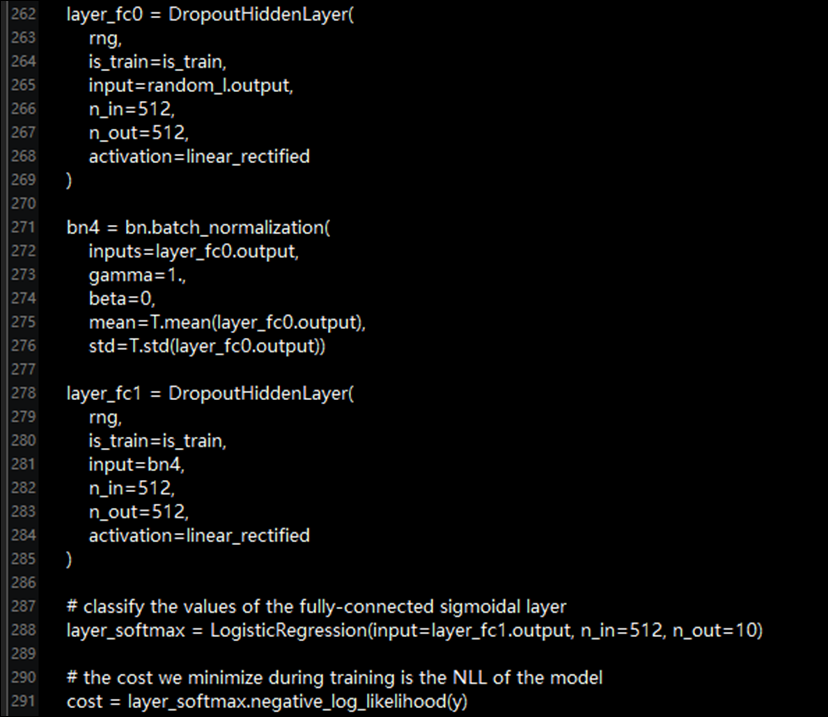 262 layer_fc0 = DropoutHiddenLayer(
263 rng,
264 is_train=is_train,
265 input=random_l.output,
266 n_in=512,
267 n_out=512,
268 activation=linear_rectified
269 )
270
271 bn4 = bn.batch_normalization(
272 inputs=layer_fc0.output,
273 gamma=1.,
274 beta=0,
275 mean=T.mean(layer_fc0.output),
276 std=T.std(layer_fc0.output))
277
278 layer_fc1 = DropoutHiddenLayer(
279 rng,
280 is_train=is_train,
281 input=bn4,
282 n_in=512,
283 n_out=512,
284 activation=linear_rectified
285 )
286
287 # classify the values of the fully-connected sigmoidal layer
288 layer_softmax = LogisticRegression(input=layer_fc1.output, n_in=512, n_out=10)
289
290 # the cost we minimize during training is the NLL of the model
291 cost = layer_softmax.negative_log_likelihood(y)